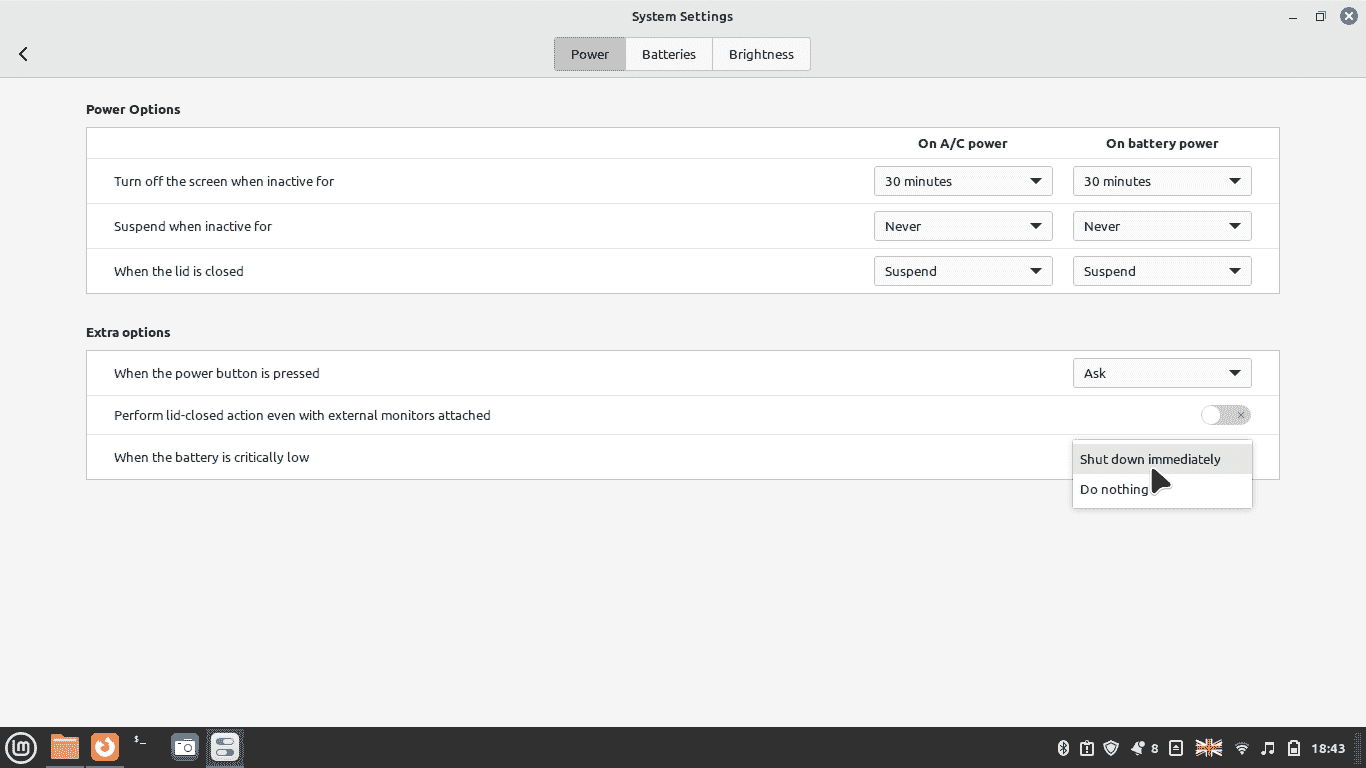 System Settings
Power Batteries Brightness
Power Options
On A/C power On battery power
Turn off the screen when inactive for 30 minutes 30 minutes
Suspend when inactive for Never Never
When the lid is closed Suspend Suspend
Extra options
When the power button is pressed Ask
Perform lid-closed action even with external monitors attached
When the battery is critically low Shut down immediately
Do nothing
lm $_ 8 18:43